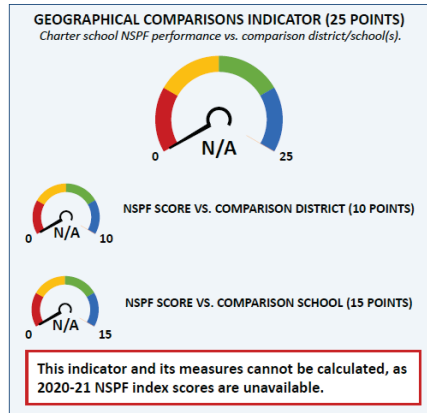 GEOGRAPHICAL COMPARISONS INDICATOR (25 POINTS)
Charter school NSPF performance vs. comparison district/school(s).
0 N/A 25
NSPF SCORE VS. COMPARISON DISTRICT (10 POINTS)
0 N/A 10
NSPF SCORE VS. COMPARISON SCHOOL (15 POINTS)
0 N/A 15
This indicator and its measures cannot be calculated, as
2020-21 NSPF index scores are unavailable.